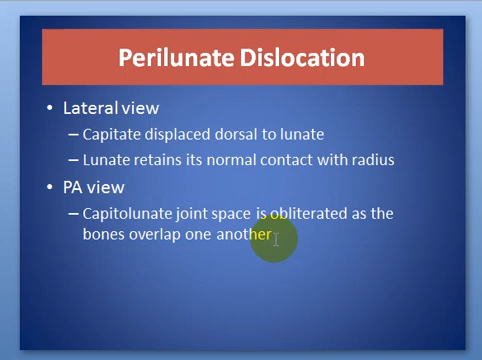 Perilunate Dislocation
• Lateral view
– Capitate displaced dorsal to lunate
– Lunate retains its normal contact with radius
• PA view
– Capitolunate joint space is obliterated as the
bones overlap one another